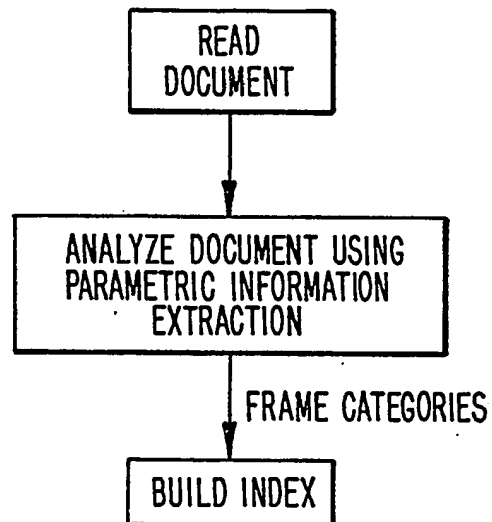 READ
DOCUMENT
ANALYZE DOCUMENT USING
PARAMETRIC INFORMATION
EXTRACTION
FRAME CATEGORIES
BUILD INDEX